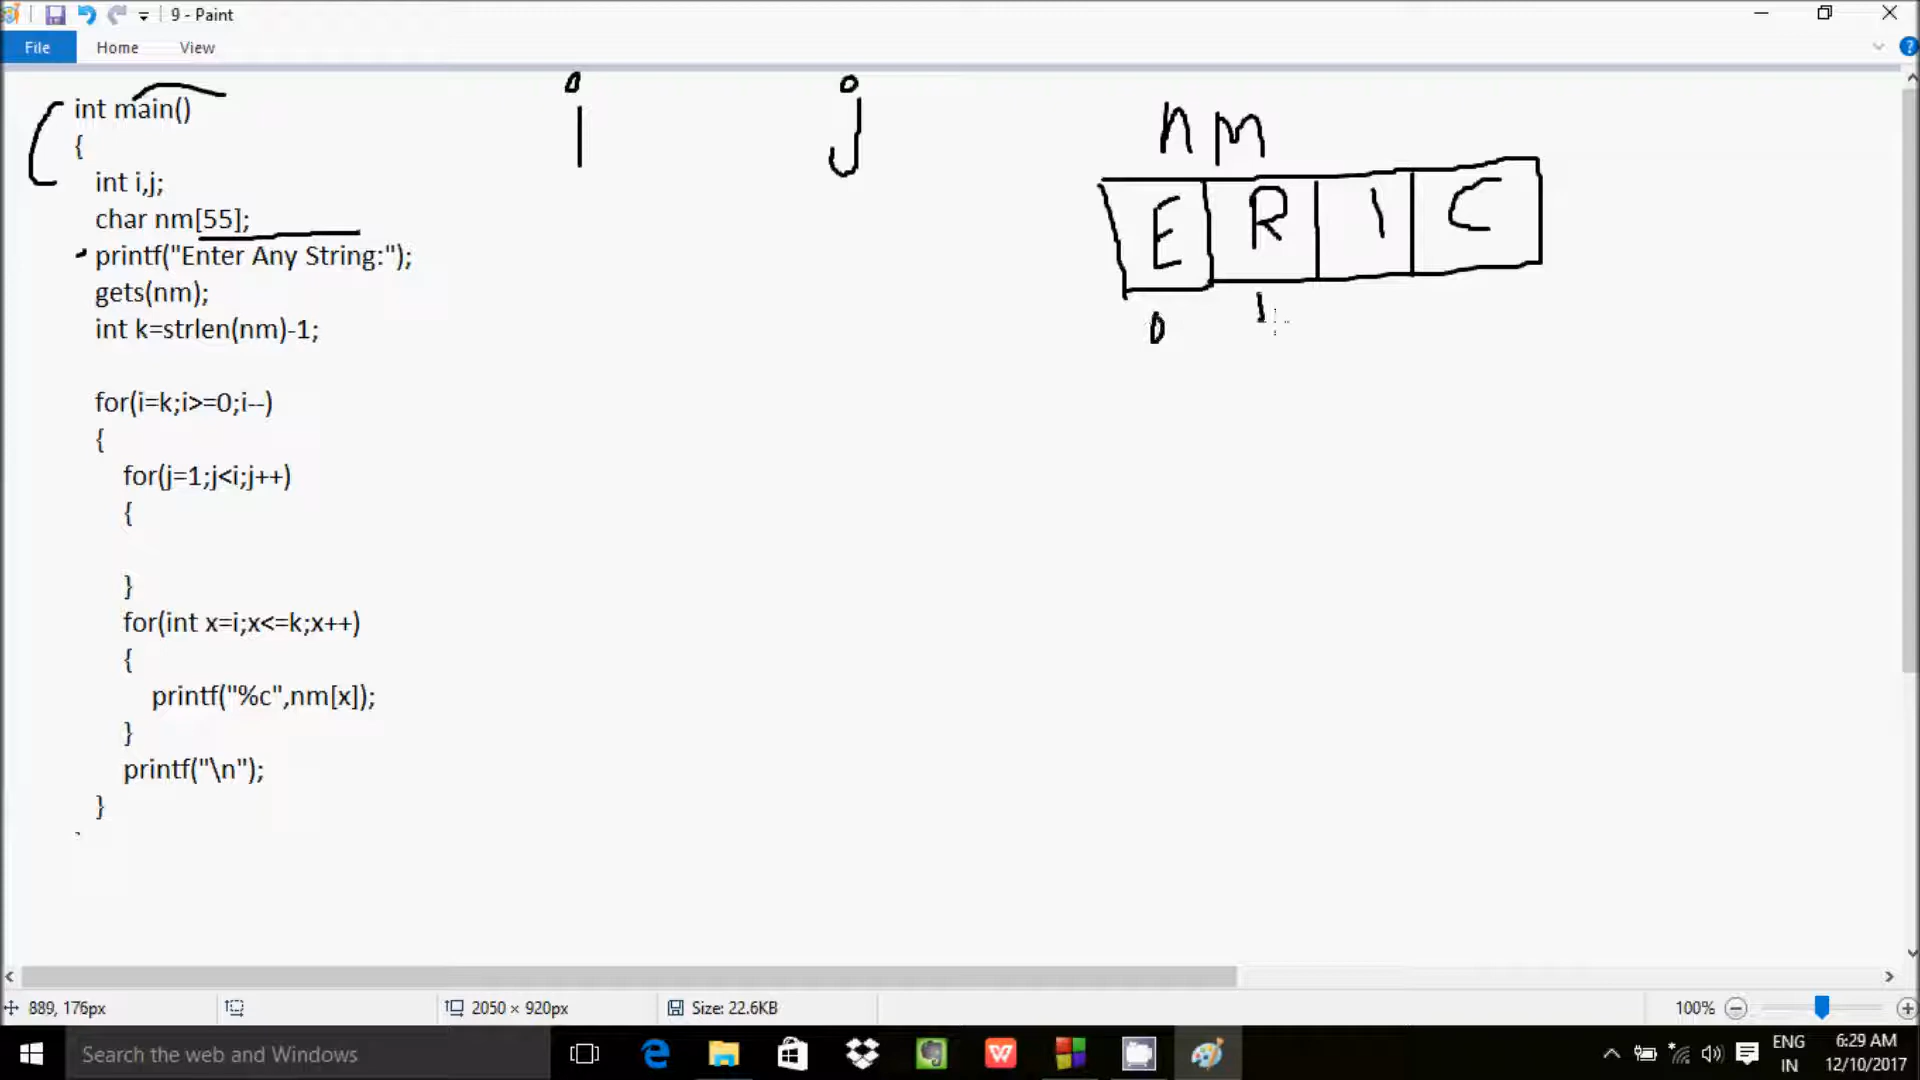 9 - Paint
File Home View
int main()
{
int i,j;
char nm[55];
printf("Enter Any String:");
gets(nm);
int k=strlen(nm)-1;
for(i=k;i>=0;i--)
{
for(j=1;j<i;j++)
{
}
for(int x=i;x<=k;x++)
{
printf("%c",nm[x]);
}
printf("\n");
}
i j
nm
E R I C
0 1
889, 176px
2050 × 920px
Size: 22.6KB
100%
Search the web and Windows
ENG
IN
6:29 AM
12/10/2017